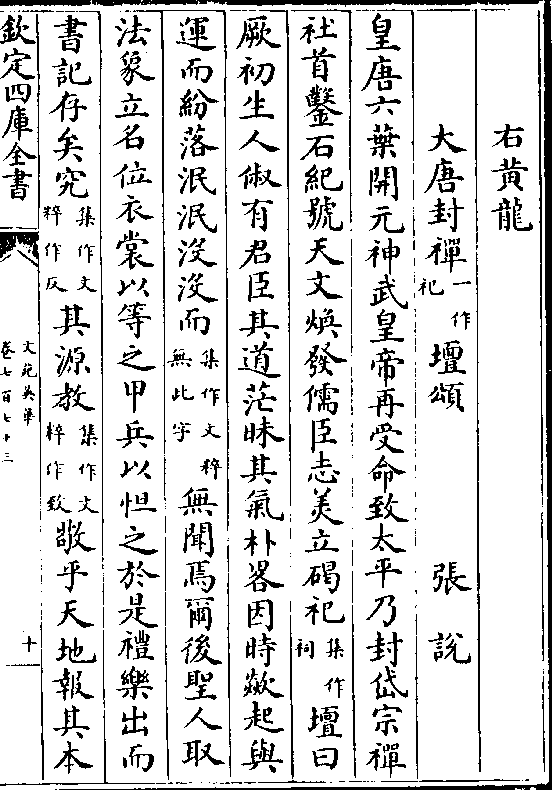 右黄龍
大唐封禪一作祀壇頌　張說
皇唐六葉開元神武皇帝再受命致太平乃封岱宗禪
社首鑿石紀號天文煥發儒臣志美立碣祀集作祠壇曰
厥初生人俶有君臣其道茫昧其氣朴畧因時歘起與
運而紛落泯泯沒沒而集作文粹無此字無聞焉爾後聖人取
法象立名位衣裳以等之甲兵以怛之於是禮樂出而
書記存矣究集作文粹作反其源教集作文粹作致敬乎天地報其本
欽定四庫全書
文苑英華
卷七百七十三
十